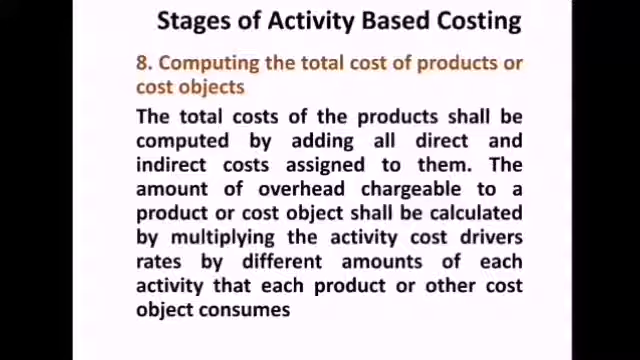 Stages of Activity Based Costing
8. Computing the total cost of products or
cost objects
The total costs of the products shall be
computed by adding all direct and
indirect costs assigned to them. The
amount of overhead chargeable to a
product or cost object shall be calculated
by multiplying the activity cost drivers
rates by different amounts of each
activity that each product or other cost
object consumes